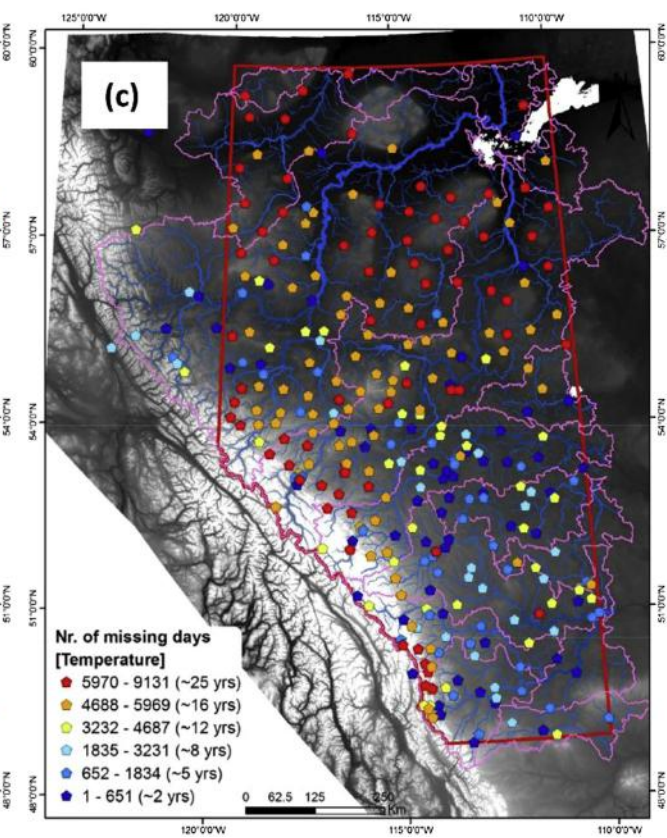 125°0'0"W 120°0'0"W 115°0'0"W 110°0'0"W
60°0'0"N 60°0'0"N
(c)
57°0'0"N 57°0'0"N
54°0'0"N 54°0'0"N
51°0'0"N 51°0'0"N
Nr. of missing days
[Temperature]
5970 - 9131 (~25 yrs)
4688 - 5969 (~16 yrs)
3232 - 4687 (~12 yrs)
1835 - 3231 (~8 yrs)
652 - 1834 (~5 yrs)
1 - 651 (~2 yrs)
48°0'0"N 48°0'0"N
0 62.5 125 250
Km
120°0'0"W 115°0'0"W 110°0'0"W